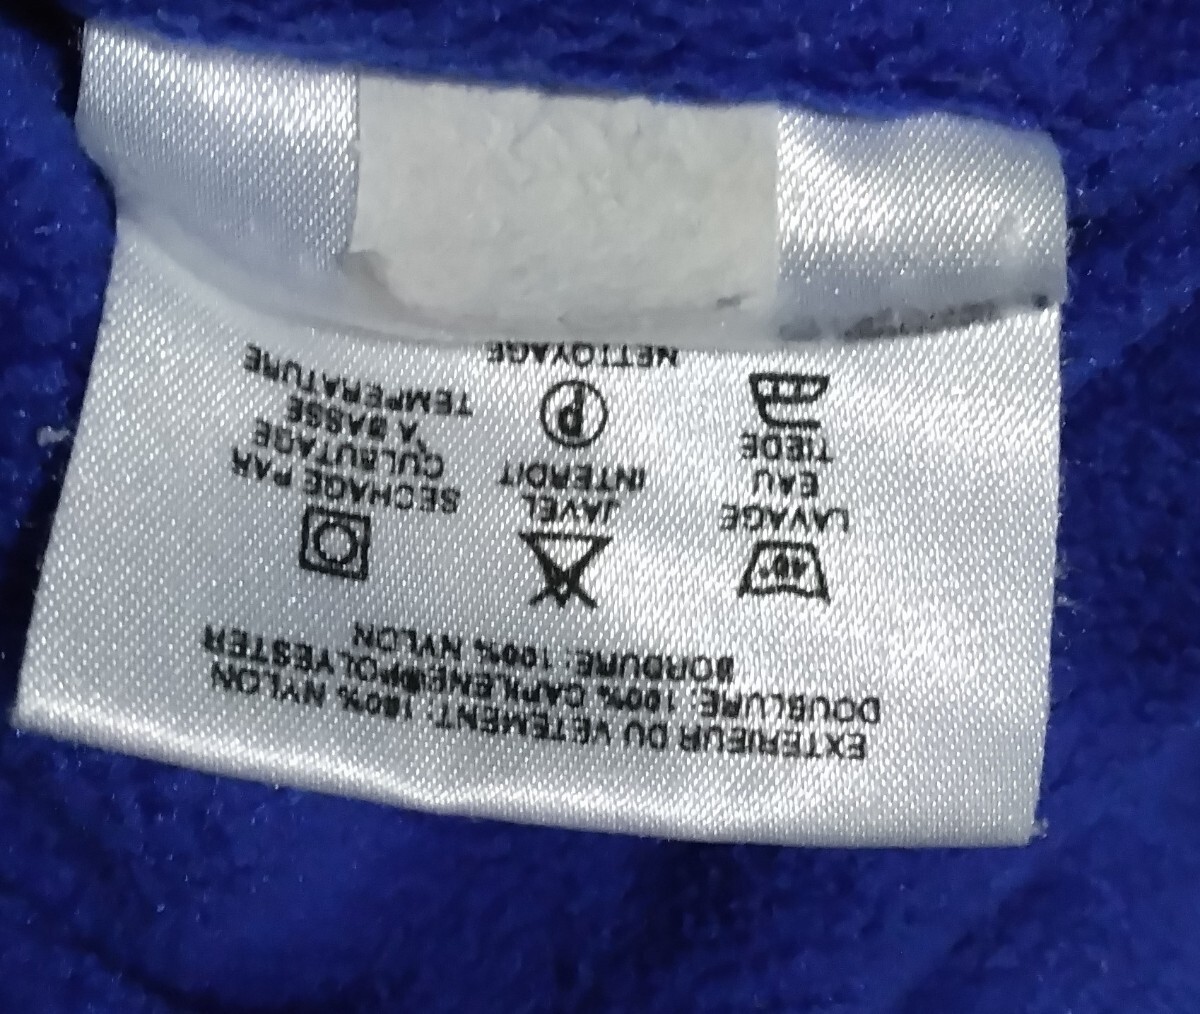 EXTERIEUR DU VETEMENT: 100% NYLON
DOUBLURE: 100% CAPILENE®POLYESTER
BORDURE: 100% NYLON
40°
LAVAGE
EAU
TIEDE
JAVEL
INTERDIT
P
NETTOYAGE
SECHAGE PAR
CULBUTAGE
A BASSE
TEMPERATURE